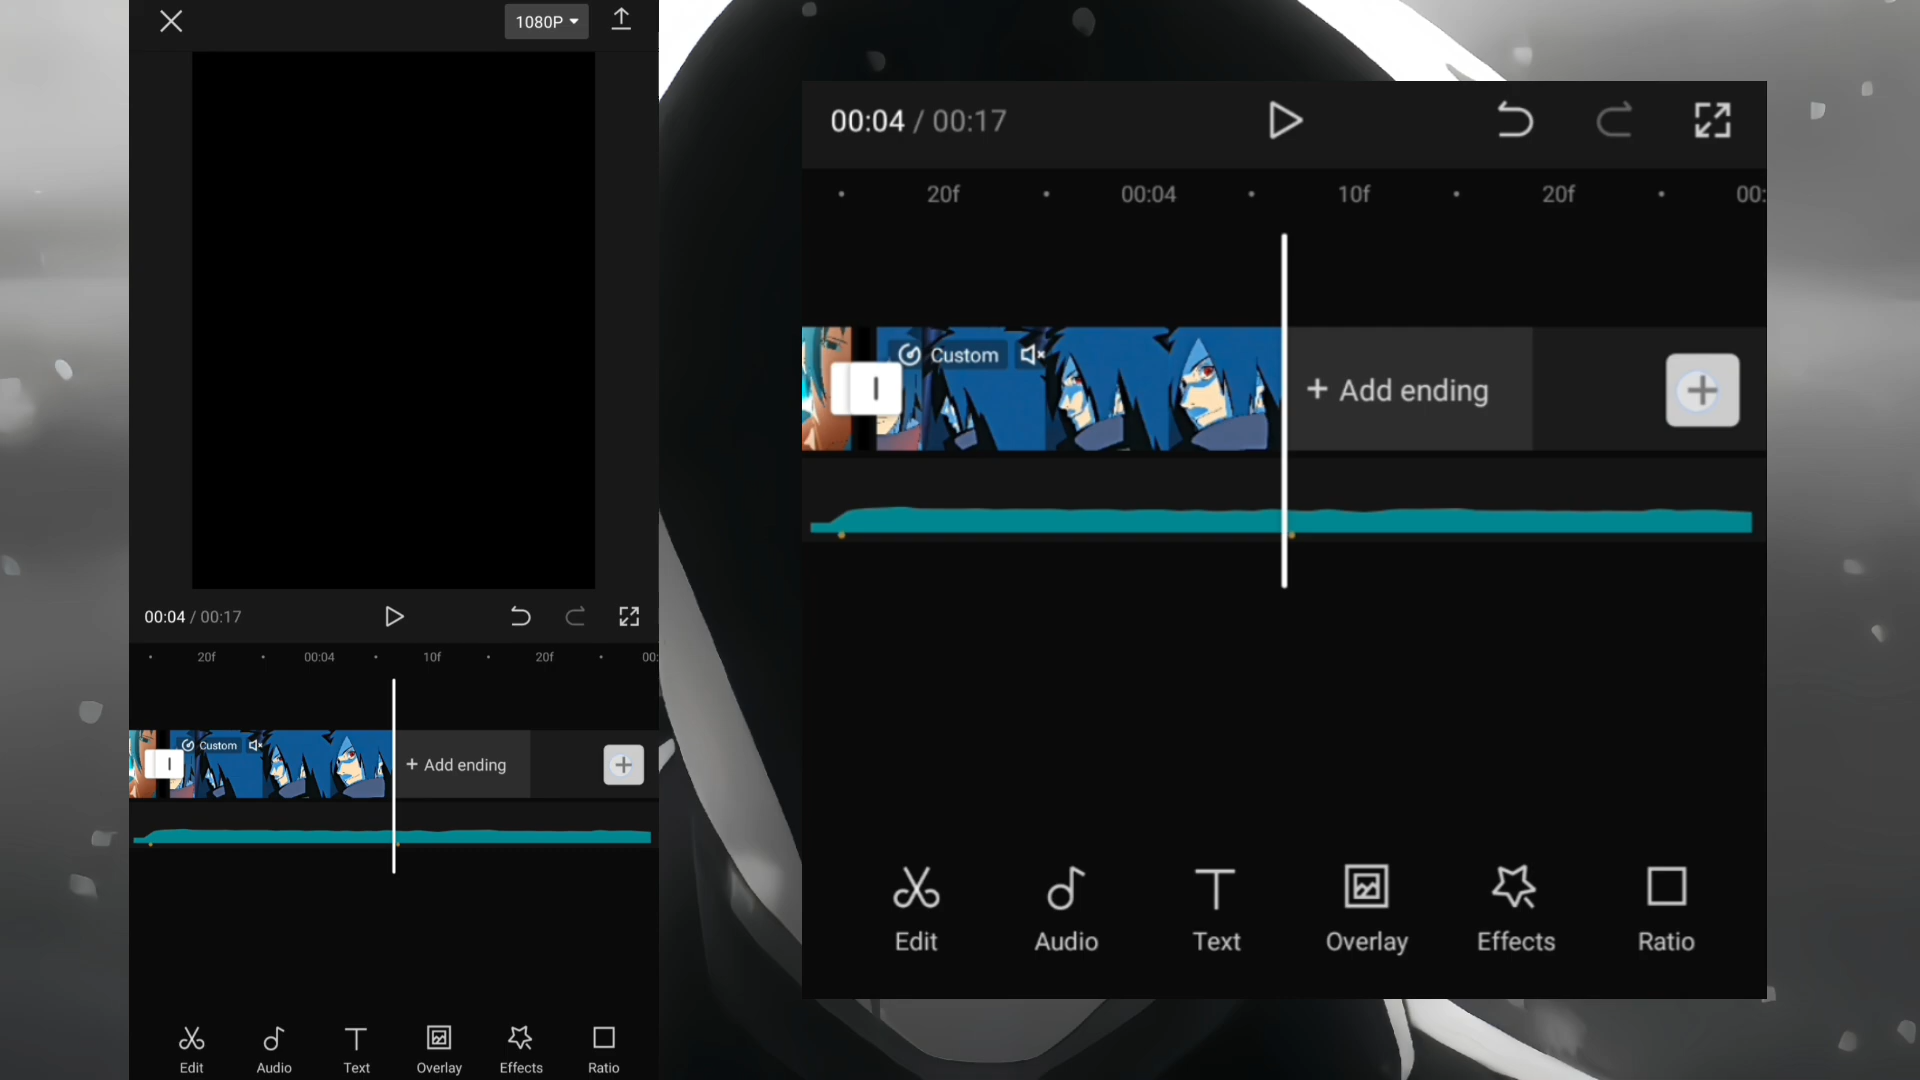 1080P
00:04 / 00:17
20f 00:04 10f 20f 00:
Custom
+ Add ending
Edit Audio Text Overlay Effects Ratio
00:04 / 00:17
20f 00:04 10f 20f 00:
Custom
+ Add ending
Edit Audio Text Overlay Effects Ratio